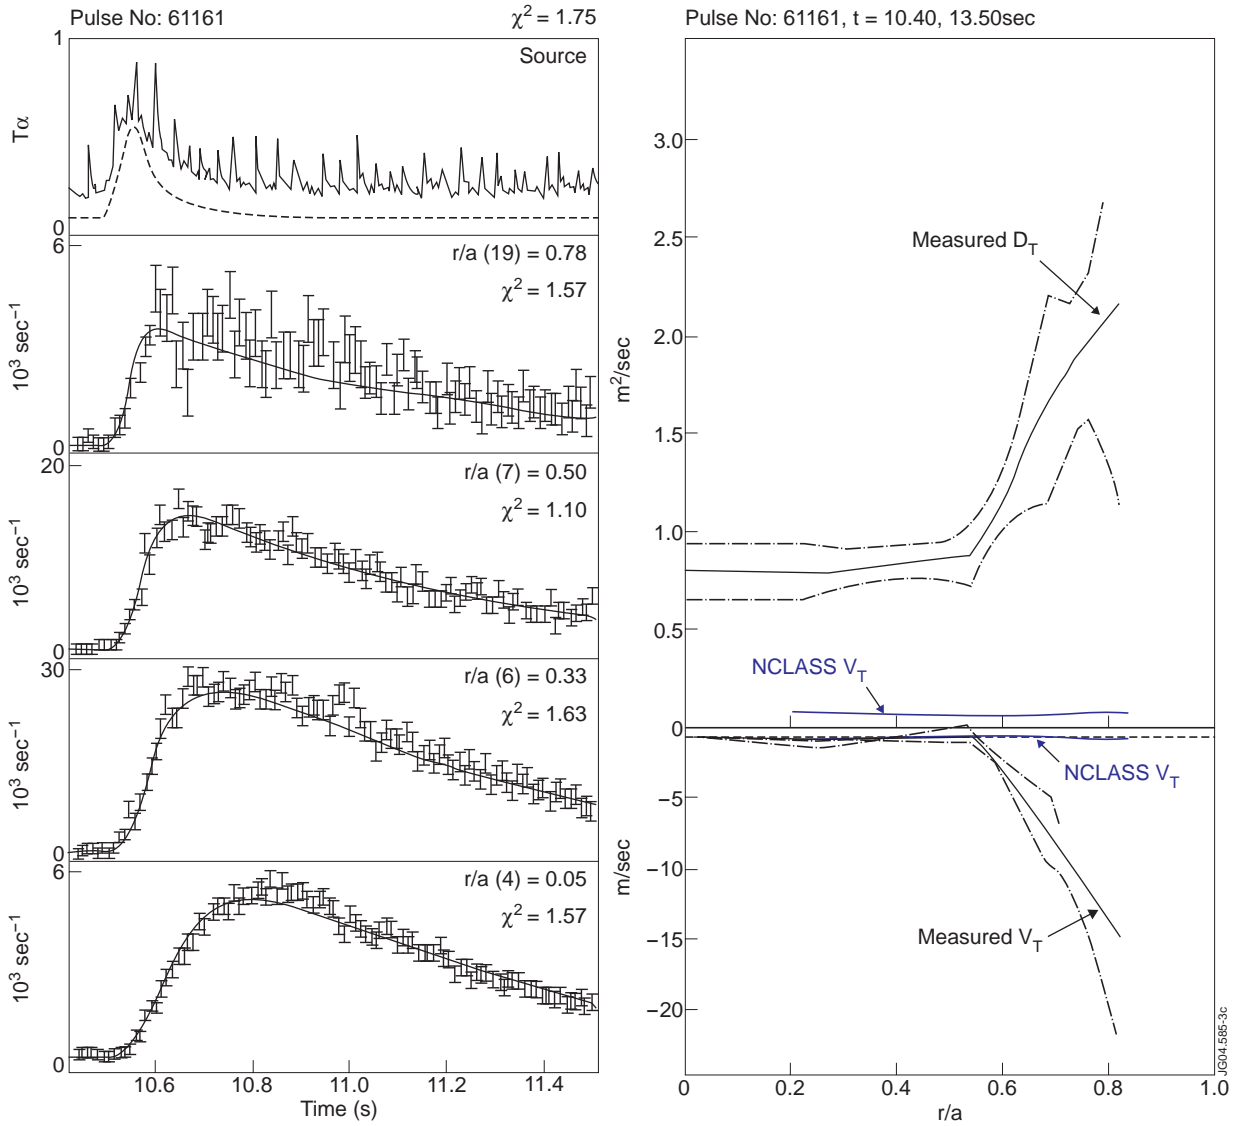 Pulse No: 61161 χ² = 1.75
Source
1
Tα
0
r/a (19) = 0.78
χ² = 1.57
6
10³ sec⁻¹
0
r/a (7) = 0.50
χ² = 1.10
20
10³ sec⁻¹
0
r/a (6) = 0.33
χ² = 1.63
30
10³ sec⁻¹
0
r/a (4) = 0.05
χ² = 1.57
6
10³ sec⁻¹
0
10.6 10.8 11.0 11.2 11.4
Time (s)
Pulse No: 61161, t = 10.40, 13.50sec
3.0
2.5
Measured D_T
2.0
m²/sec
1.5
1.0
0.5
NCLASS V_T
0
NCLASS V_T
−5
m/sec
−10
Measured V_T
−15
−20
0 0.2 0.4 0.6 0.8 1.0
r/a
JG04.585-3c